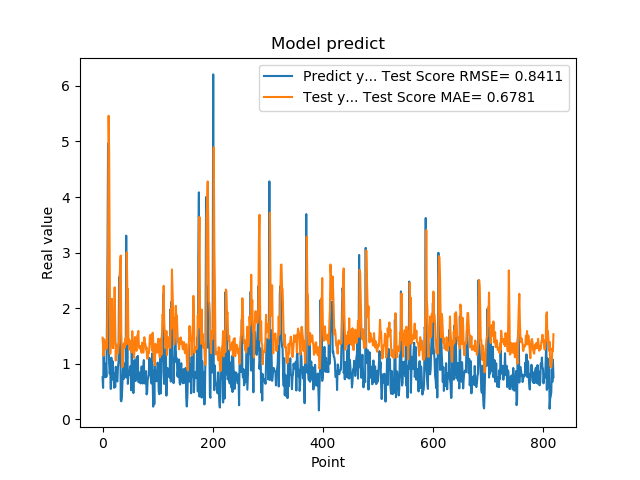 Model predict
Predict y... Test Score RMSE= 0.8411
Test y... Test Score MAE= 0.6781
Real value
6
5
4
3
2
1
0
0 200 400 600 800
Point